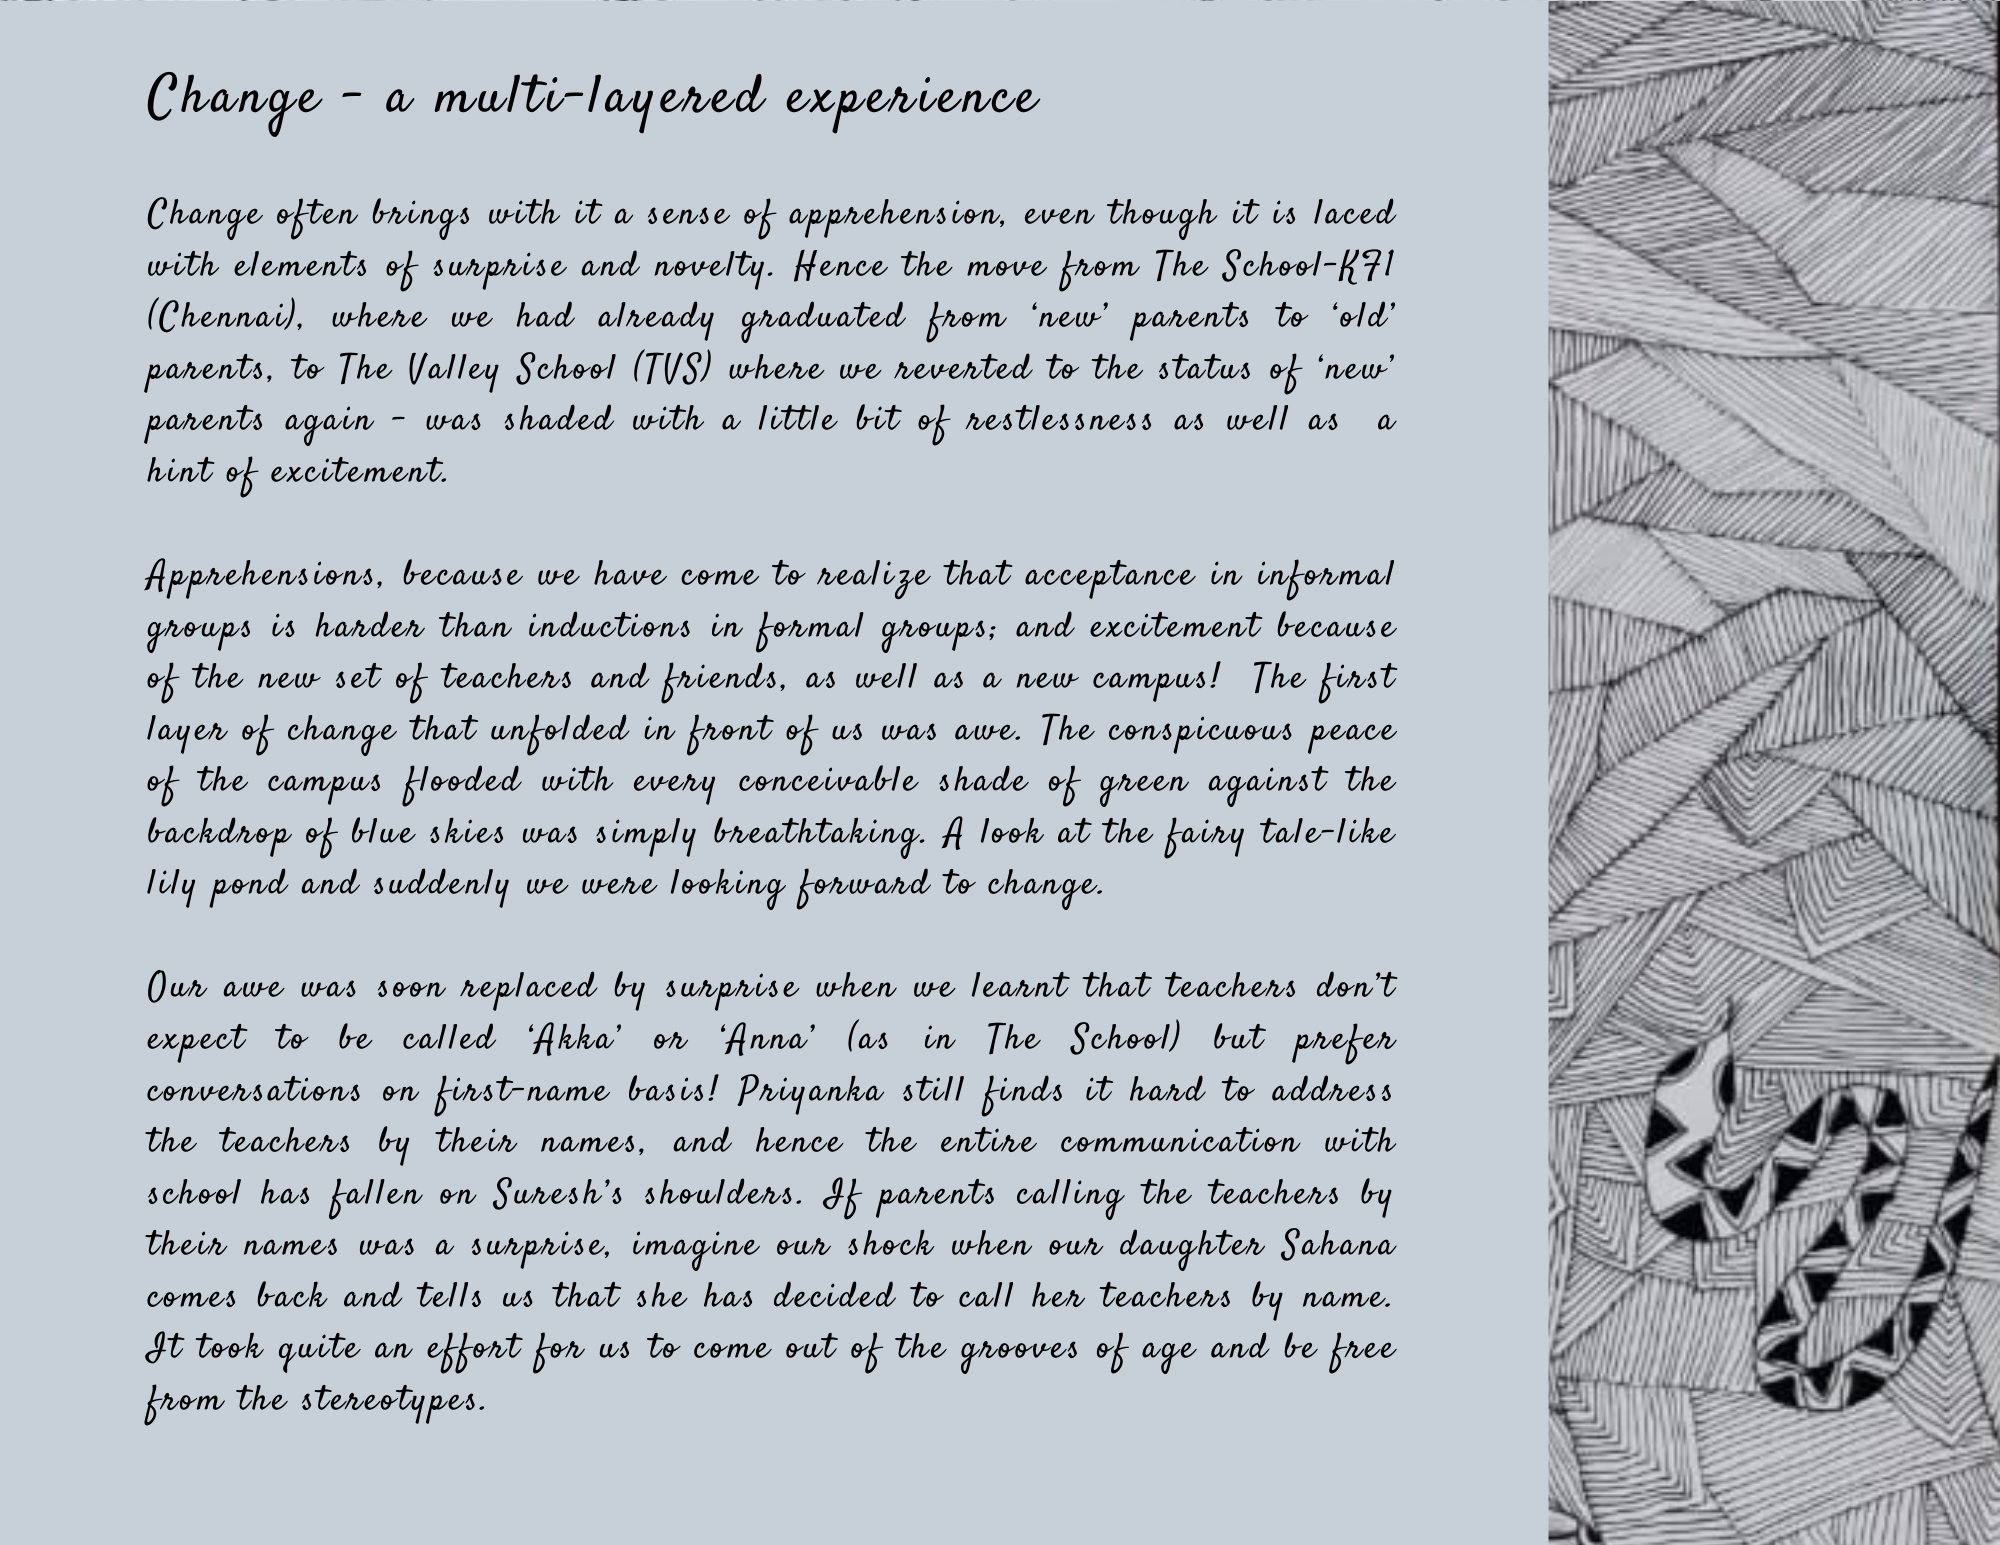 Change - a multi-layered experience
Change often brings with it a sense of apprehension, even though it is laced
with elements of surprise and novelty. Hence the move from The School-KFI
(Chennai), where we had already graduated from ‘new’ parents to ‘old’
parents, to The Valley School (TVS) where we reverted to the status of ‘new’
parents again - was shaded with a little bit of restlessness as well as a
hint of excitement.
Apprehensions, because we have come to realize that acceptance in informal
groups is harder than inductions in formal groups; and excitement because
of the new set of teachers and friends, as well as a new campus! The first
layer of change that unfolded in front of us was awe. The conspicuous peace
of the campus flooded with every conceivable shade of green against the
backdrop of blue skies was simply breathtaking. A look at the fairy tale-like
lily pond and suddenly we were looking forward to change.
Our awe was soon replaced by surprise when we learnt that teachers don’t
expect to be called ‘Akka’ or ‘Anna’ (as in The School) but prefer
conversations on first-name basis! Priyanka still finds it hard to address
the teachers by their names, and hence the entire communication with
school has fallen on Suresh’s shoulders. If parents calling the teachers by
their names was a surprise, imagine our shock when our daughter Sahana
comes back and tells us that she has decided to call her teachers by name.
It took quite an effort for us to come out of the grooves of age and be free
from the stereotypes.